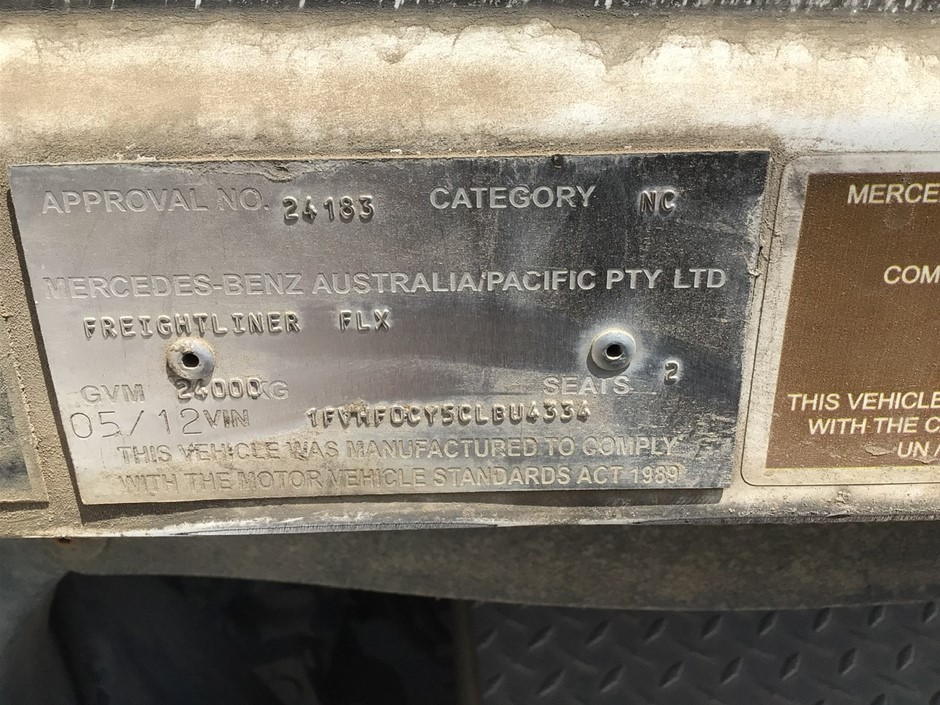 APPROVAL NO. 24183 CATEGORY NC
MERCEDES-BENZ AUSTRALIA/PACIFIC PTY LTD
FREIGHTLINER FLX
GVM 24000KG SEATS 2
05/12 VIN 1FVMF0CY5CLBU4334
THIS VEHICLE WAS MANUFACTURED TO COMPLY
WITH THE MOTOR VEHICLE STANDARDS ACT 1989
MERCED
COM
THIS VEHICLE
WITH THE C
UN